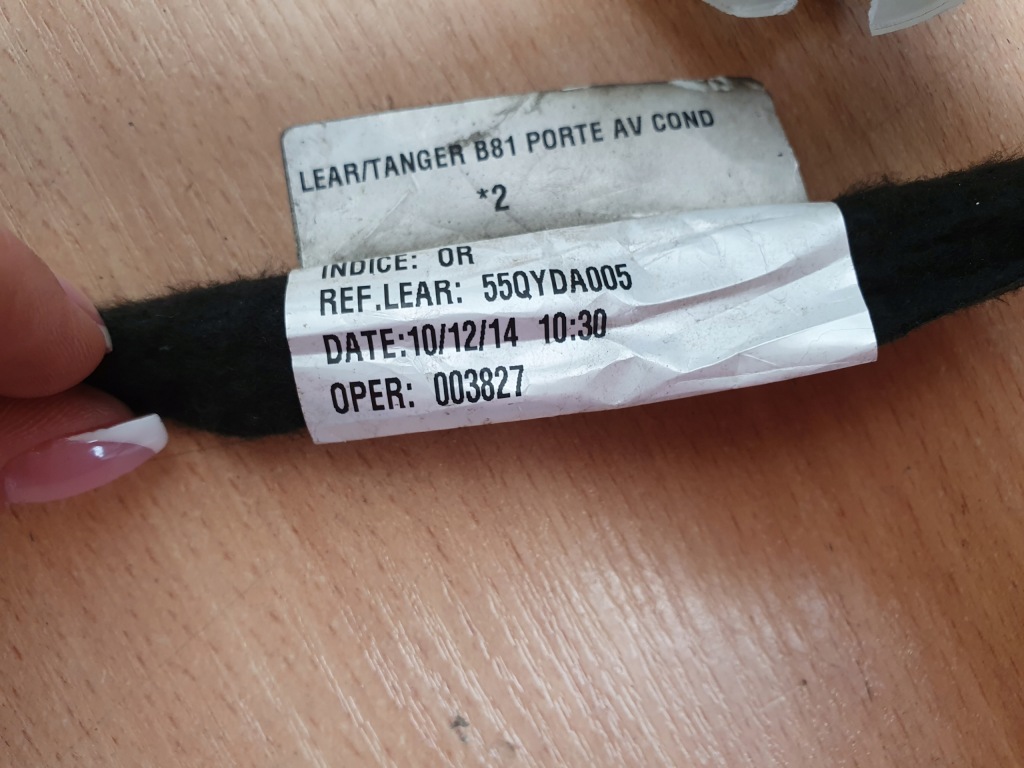 LEAR/TANGER B81 PORTE AV COND
*2
INDICE: OR
REF.LEAR: 55QYDA005
DATE:10/12/14 10:30
OPER: 003827